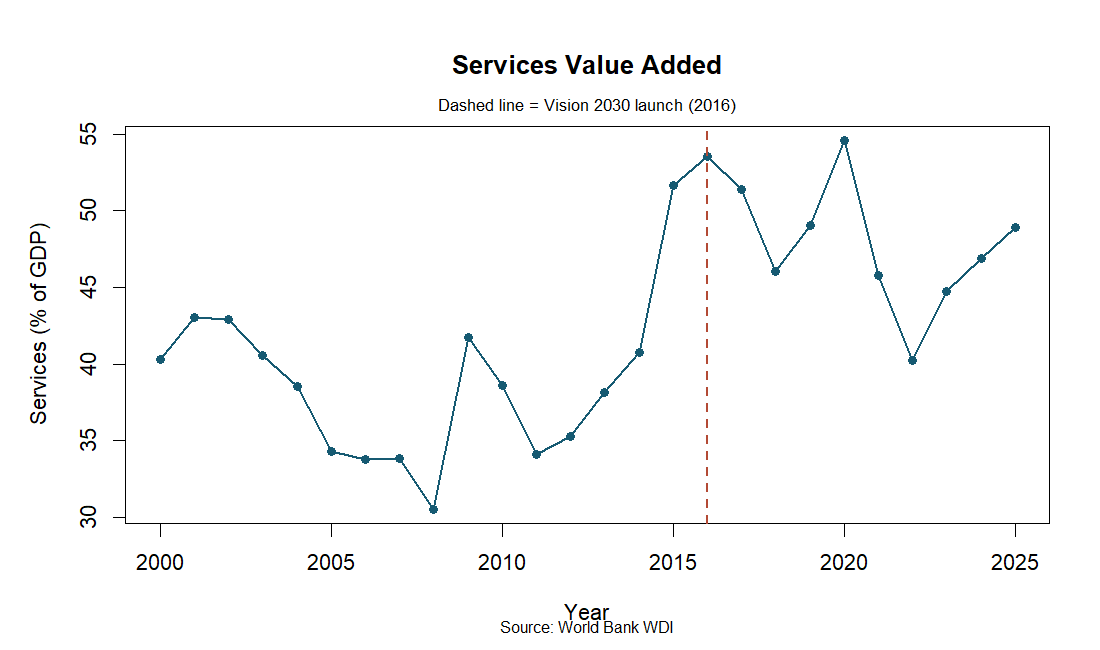 Services Value Added
Dashed line = Vision 2030 launch (2016)
Services (% of GDP)
55
50
45
40
35
30
2000 2005 2010 2015 2020 2025
Year
Source: World Bank WDI